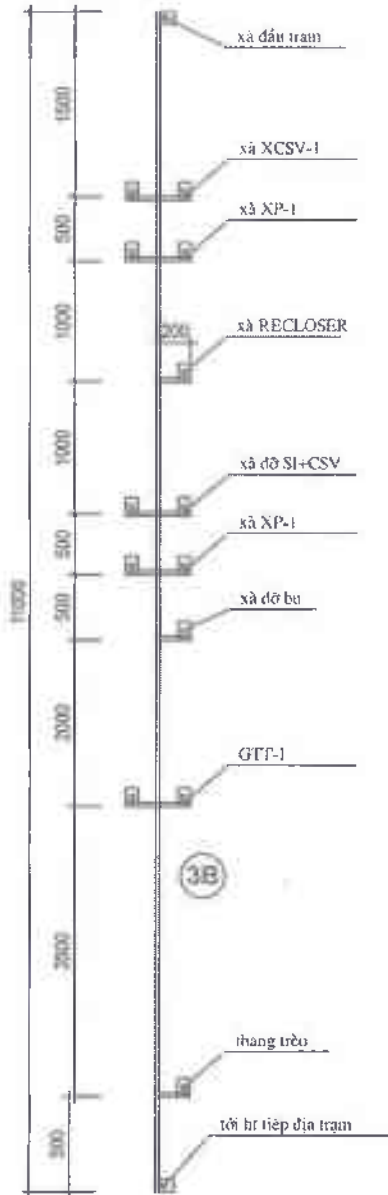 xà đấu trạm
1500
xà XCSV-1
500
xà XP-1
1000
200
xà RECLOSER
1000
xà đỡ SI+CSV
500
xà XP-1
500
xà đỡ bu
11000
2000
GTT-1
3B
thang trèo
500
tới ht tiếp địa trạm